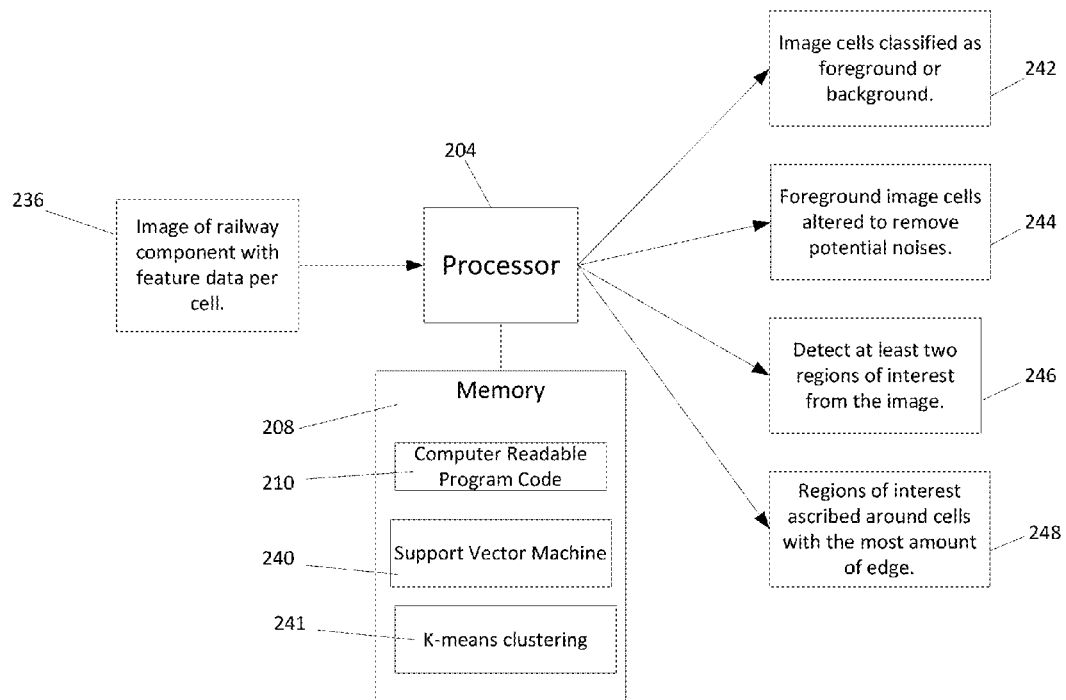 236
Image of railway
component with
feature data per
cell.
204
Processor
Memory
208
Computer Readable
Program Code
210
Support Vector Machine
240
K-means clustering
241
Image cells classified as
foreground or
background.
242
Foreground image cells
altered to remove
potential noises.
244
Detect at least two
regions of interest
from the image.
246
Regions of interest
ascribed around cells
with the most amount
of edge.
248